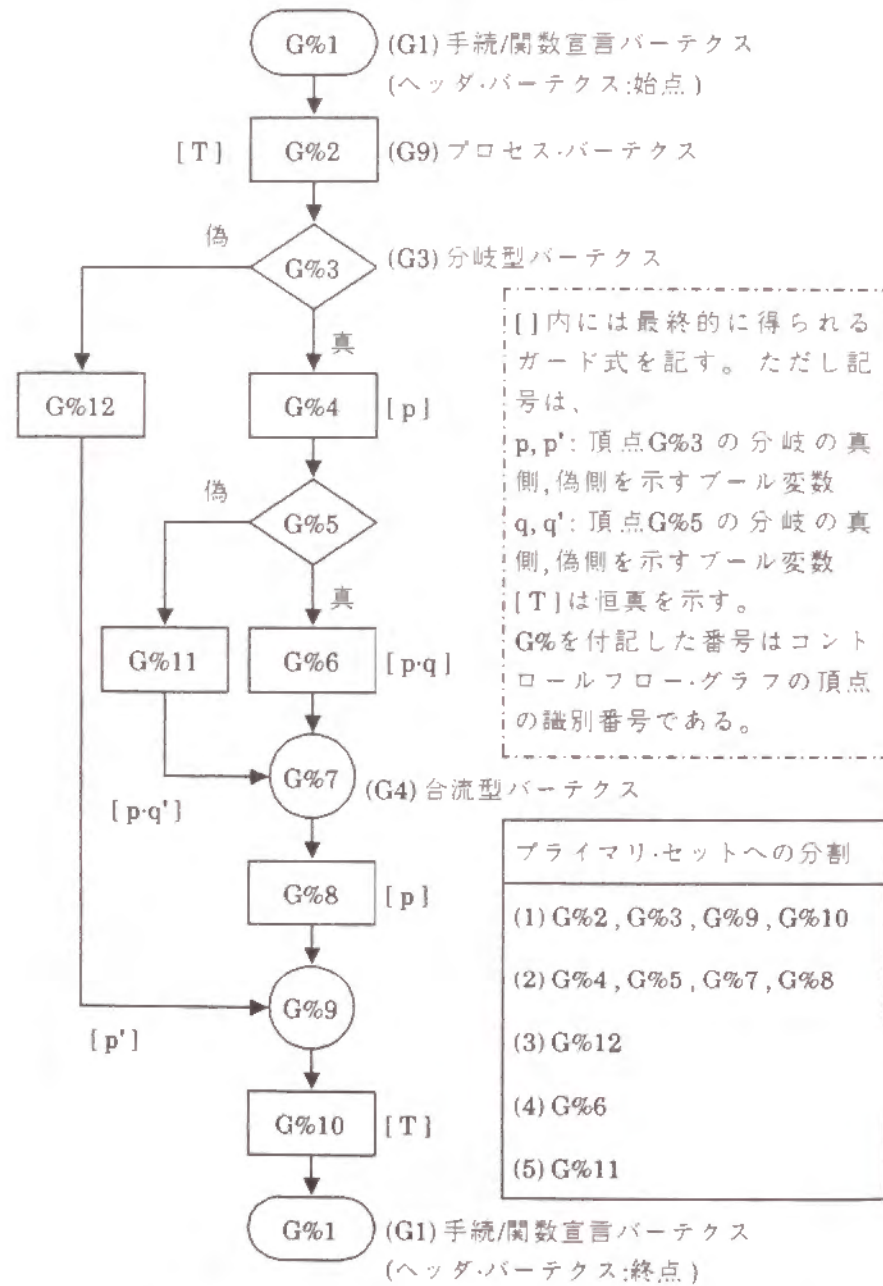 G%1
(G1) 手続/関数宣言バーテクス
(ヘッダ·バーテクス:始点)
[T]
G%2
(G9) プロセス·バーテクス
偽
G%3
(G3) 分岐型バーテクス
真
G%12
G%4
[p]
偽
G%5
真
G%11
G%6
[p·q]
G%7
(G4) 合流型バーテクス
[p·q']
G%8
[p]
G%9
[p']
G%10
[T]
G%1
(G1) 手続/関数宣言バーテクス
(ヘッダ·バーテクス:終点)
[]内には最終的に得られる
ガード式を記す。ただし記
号は、
p, p': 頂点G%3 の分岐の真
側,偽側を示すブール変数
q, q': 頂点G%5 の分岐の真
側,偽側を示すブール変数
[T]は恒真を示す。
G%を付記した番号はコント
ロールフロー·グラフの頂点
の識別番号である。
プライマリ·セットへの分割
(1) G%2 , G%3 , G%9 , G%10
(2) G%4 , G%5 , G%7 , G%8
(3) G%12
(4) G%6
(5) G%11